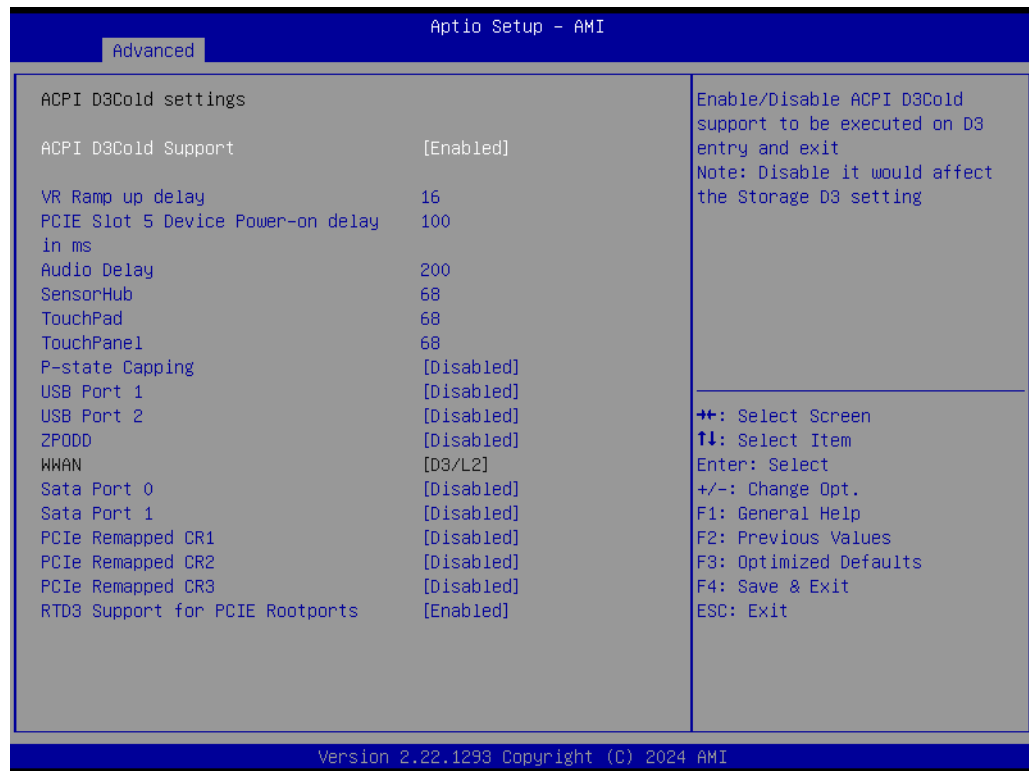 Aptio Setup - AMI
Advanced
ACPI D3Cold settings
ACPI D3Cold Support [Enabled]
VR Ramp up delay 16
PCIE Slot 5 Device Power-on delay 100
in ms
Audio Delay 200
SensorHub 68
TouchPad 68
TouchPanel 68
P-state Capping [Disabled]
USB Port 1 [Disabled]
USB Port 2 [Disabled]
ZPODD [Disabled]
WWAN [D3/L2]
Sata Port 0 [Disabled]
Sata Port 1 [Disabled]
PCIe Remapped CR1 [Disabled]
PCIe Remapped CR2 [Disabled]
PCIe Remapped CR3 [Disabled]
RTD3 Support for PCIE Rootports [Enabled]
Enable/Disable ACPI D3Cold
support to be executed on D3
entry and exit
Note: Disable it would affect
the Storage D3 setting
→←: Select Screen
↑↓: Select Item
Enter: Select
+/-: Change Opt.
F1: General Help
F2: Previous Values
F3: Optimized Defaults
F4: Save & Exit
ESC: Exit
Version 2.22.1293 Copyright (C) 2024 AMI